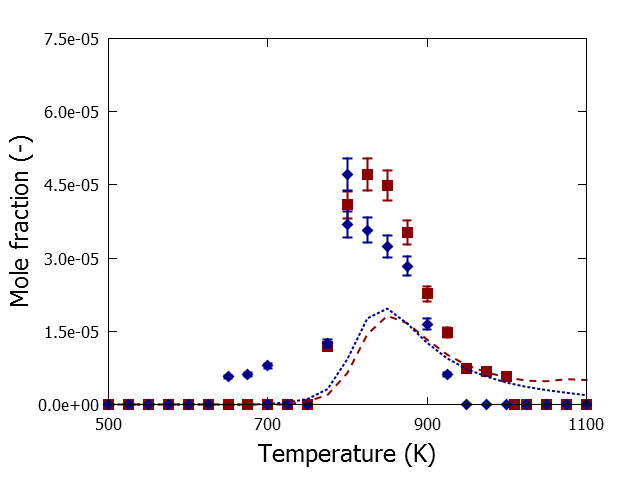 7.5e-05
6.0e-05
4.5e-05
3.0e-05
1.5e-05
0.0e+00
Mole fraction (-)
500
700
900
1100
Temperature (K)